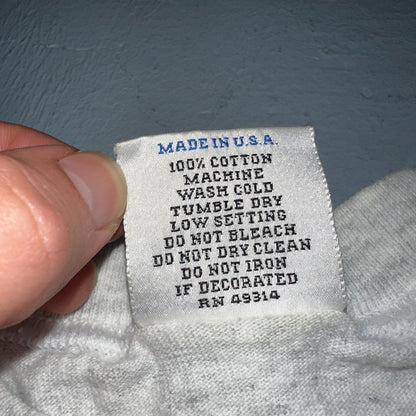 MADE IN U.S.A.
100% COTTON
MACHINE
WASH COLD
TUMBLE DRY
LOW SETTING
DO NOT BLEACH
DO NOT DRY CLEAN
DO NOT IRON
IF DECORATED
RN 49314